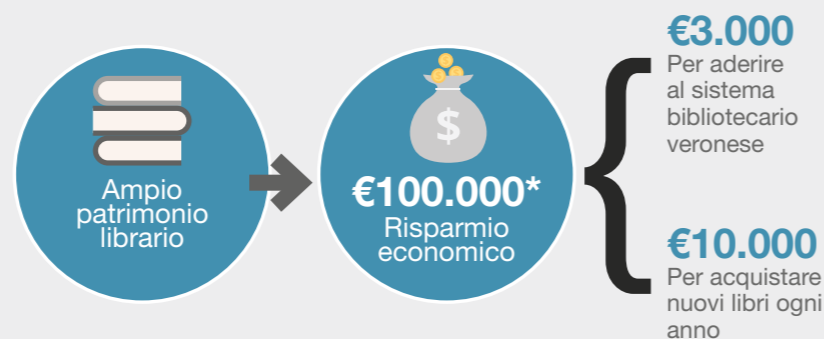 Ampio
patrimonio
librario
$
€100.000*
Risparmio
economico
€3.000
Per aderire
al sistema
bibliotecario
veronese
€10.000
Per acquistare
nuovi libri ogni
anno